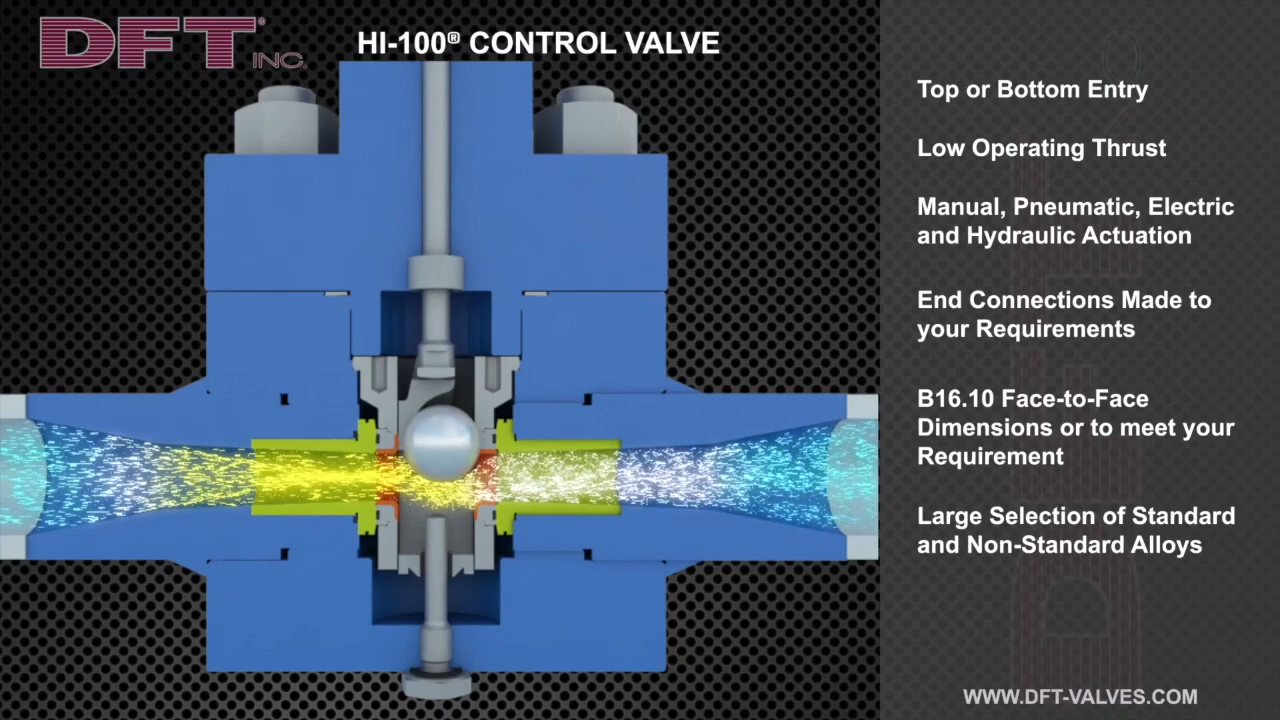 DFT®
INC.
HI-100® CONTROL VALVE
Top or Bottom Entry
Low Operating Thrust
Manual, Pneumatic, Electric
and Hydraulic Actuation
End Connections Made to
your Requirements
B16.10 Face-to-Face
Dimensions or to meet your
Requirement
Large Selection of Standard
and Non-Standard Alloys
WWW.DFT-VALVES.COM